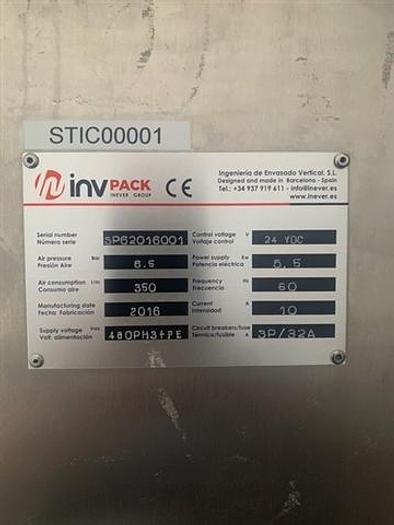 STIC00001
invPACK
INEVER GROUP
CE
Ingeniería de Envasado Vertical, S.L.
Designed and made in Barcelona - Spain
Tel.: +34 937 919 611 - info@inever.es
www.inever.es
Serial number
Número serie
SP62016001
Control voltage V
Voltaje control
24 VDC
Air pressure Bar
Presión Aire
6.5
Power supply Kw
Potencia eléctrica
5,5
Air consumption L/m
Consumo aire
350
Frequency Hz
Frecuencia
60
Manufacturing date
Fecha: Fabricación
2016
Current
Intensidad A
10
Supply voltage
Volt. alimentación
480PH3+PE
Circuit breakers/fuse
Térmico/fusible A
3P/32A